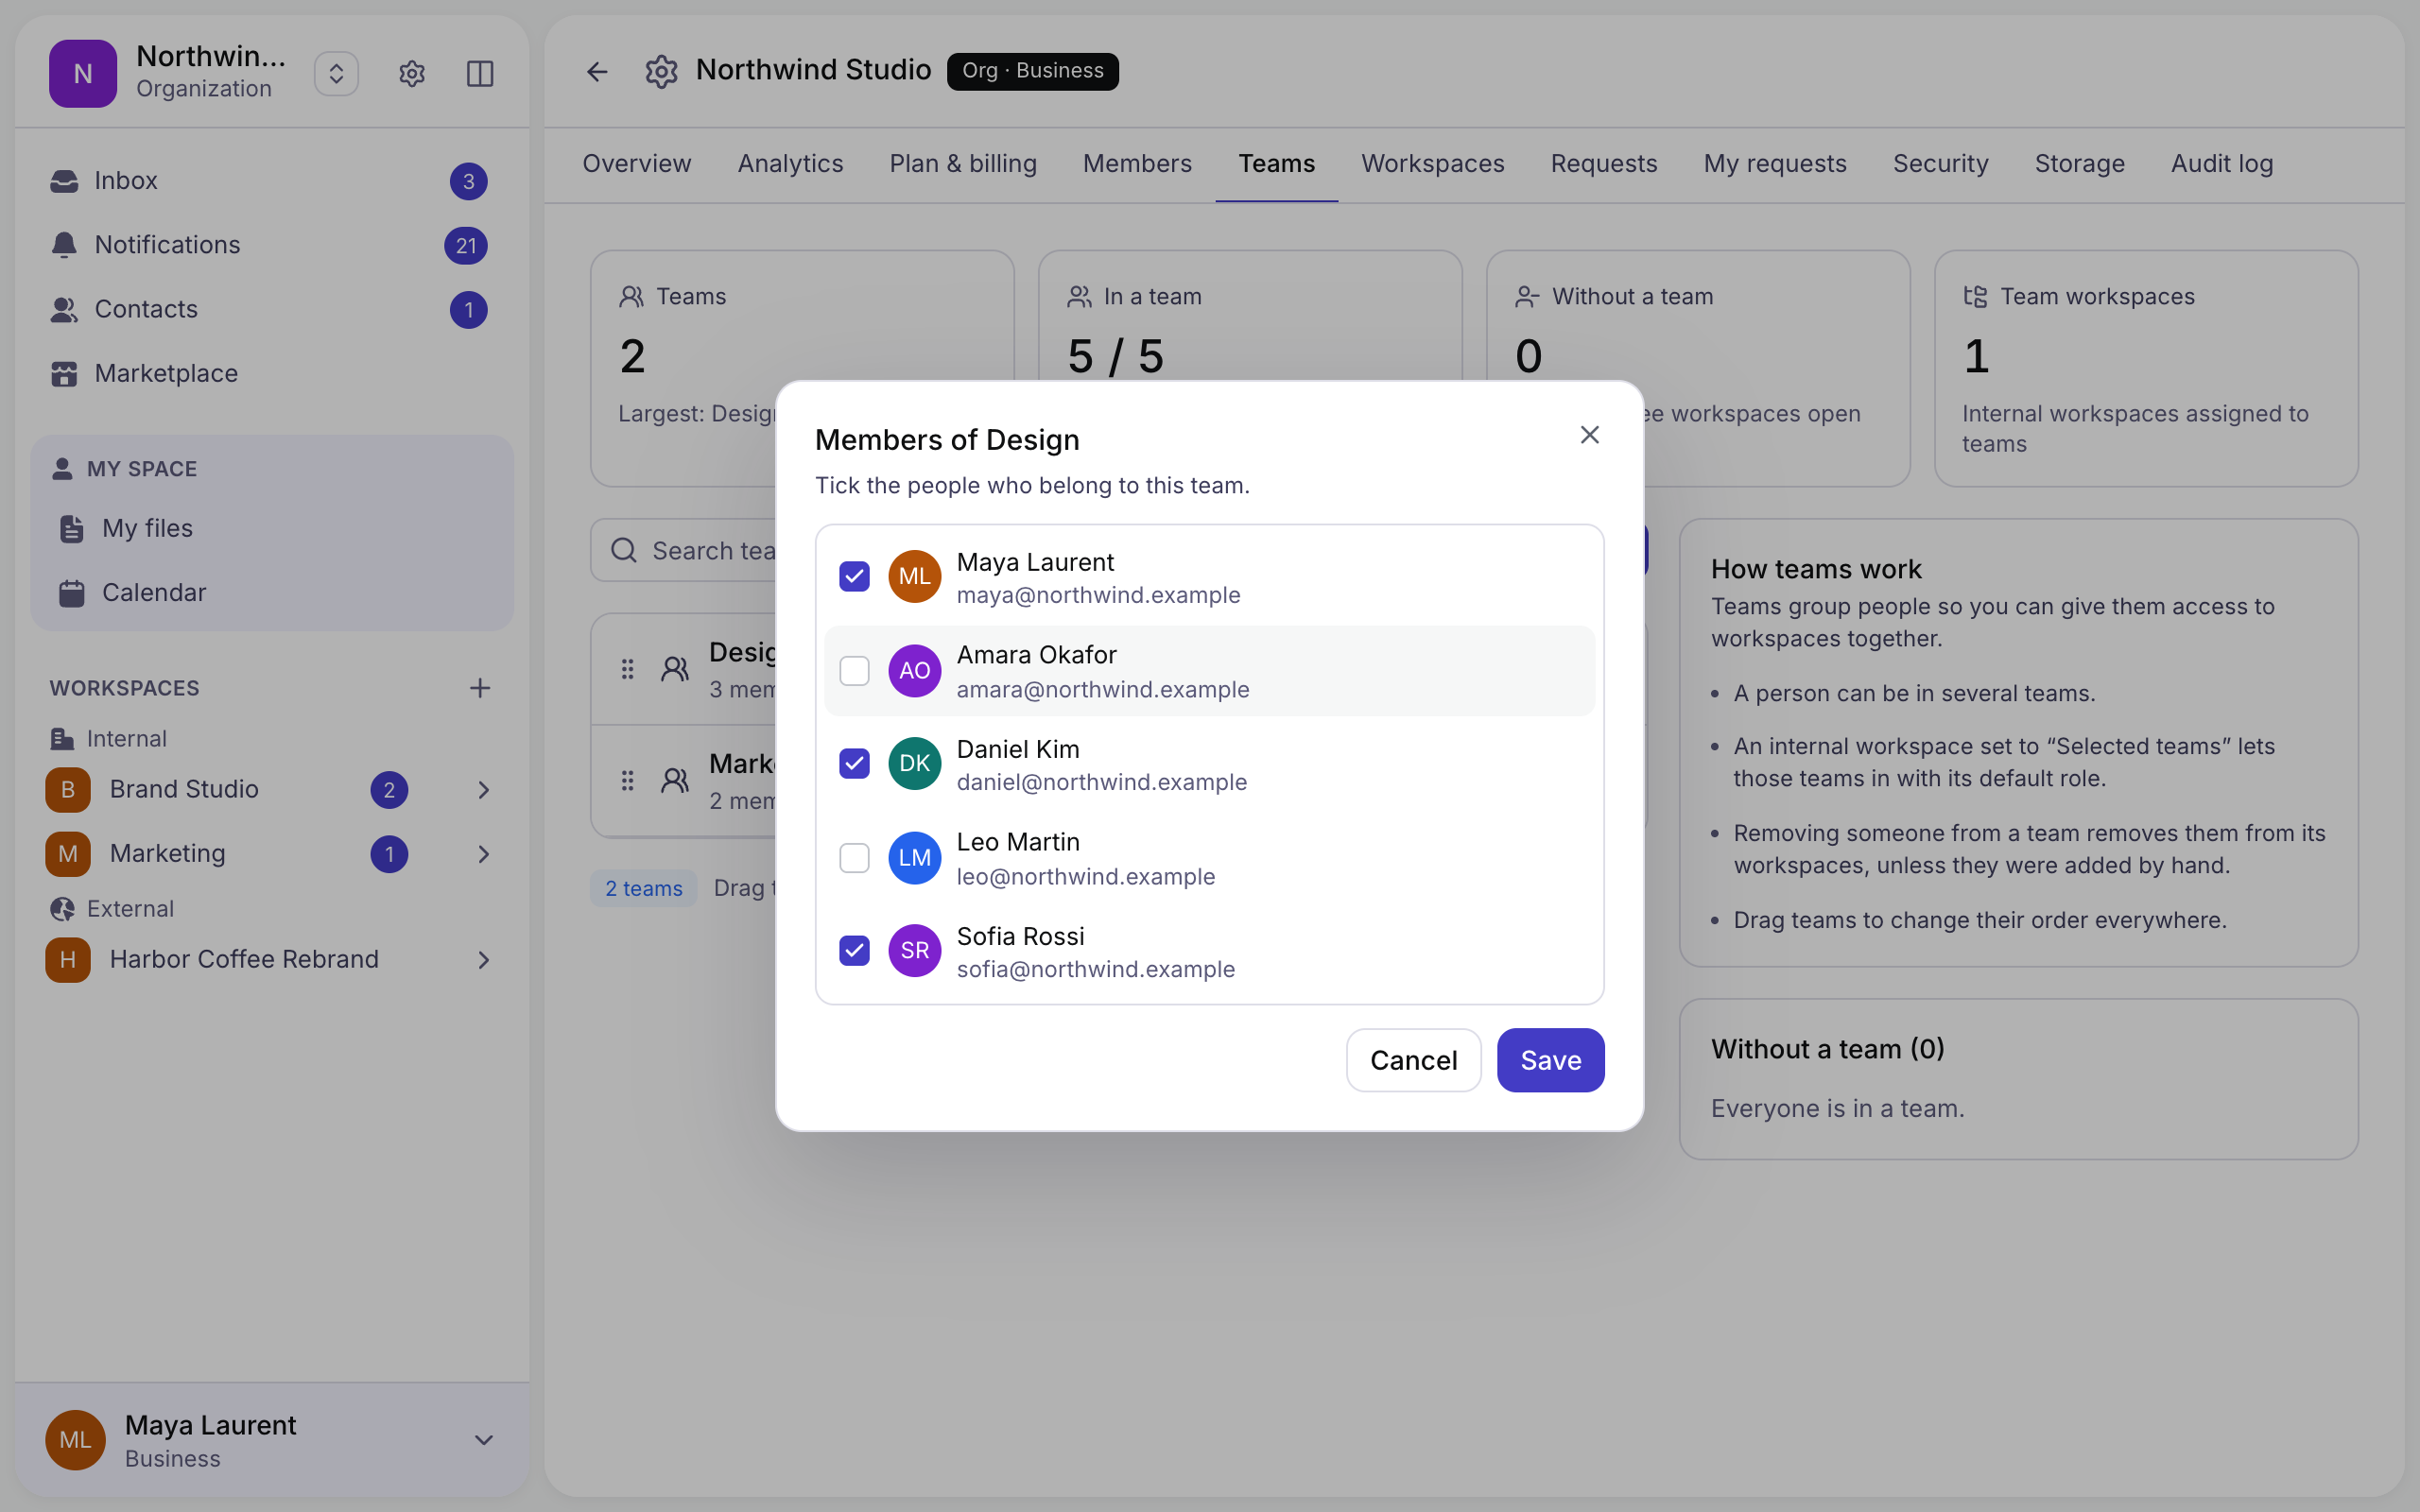 N
Northwin...
Organization
Inbox
3
Notifications
21
Contacts
1
Marketplace
MY SPACE
My files
Calendar
WORKSPACES
Internal
B
Brand Studio
2
M
Marketing
1
External
H
Harbor Coffee Rebrand
ML
Maya Laurent
Business
Northwind Studio
Org · Business
Overview
Analytics
Plan & billing
Members
Teams
Workspaces
Requests
My requests
Security
Storage
Audit log
Teams
2
Largest:
In a team
5 / 5
Without a team
0
workspaces open
Team workspaces
1
Internal workspaces assigned to
teams
Search
3
2
2 teams
Drag
Members of Design
Tick the people who belong to this team.
ML
Maya Laurent
maya@northwind.example
AO
Amara Okafor
amara@northwind.example
DK
Daniel Kim
daniel@northwind.example
LM
Leo Martin
leo@northwind.example
SR
Sofia Rossi
sofia@northwind.example
Cancel
Save
How teams work
Teams group people so you can give them access to
workspaces together.
• A person can be in several teams.
• An internal workspace set to “Selected teams” lets
those teams in with its default role.
• Removing someone from a team removes them from its
workspaces, unless they were added by hand.
• Drag teams to change their order everywhere.
Without a team (0)
Everyone is in a team.